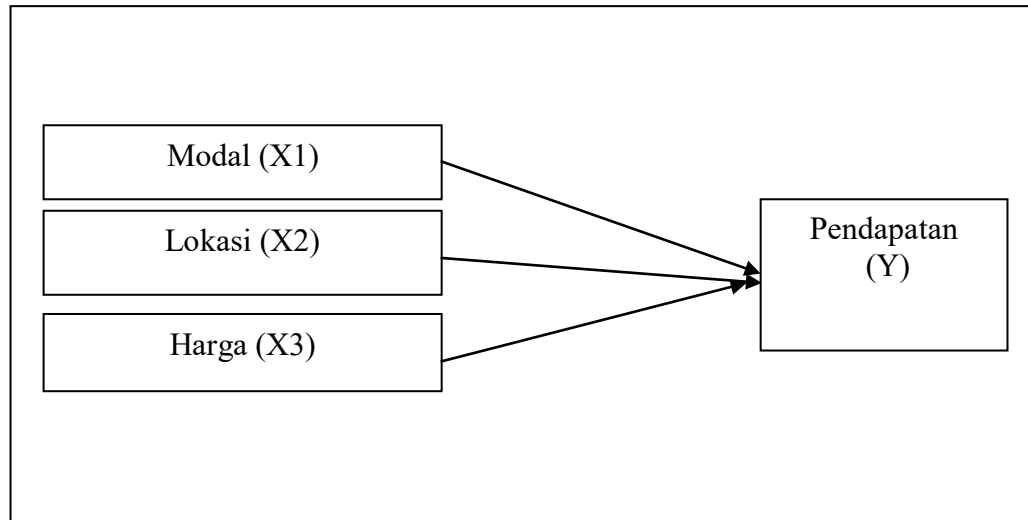 Modal (X1)
Lokasi (X2)
Harga (X3)
Pendapatan
(Y)